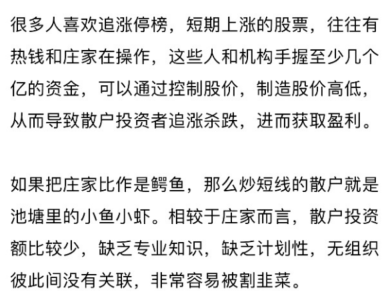 很多人喜欢追涨停榜，短期上涨的股票，往往有
热钱和庄家在操作，这些人和机构手握至少几个
亿的资金，可以通过控制股价，制造股价高低，
从而导致散户投资者追涨杀跌，进而获取盈利。
如果把庄家比作是鳄鱼，那么炒短线的散户就是
池塘里的小鱼小虾。相较于庄家而言，散户投资
额比较少，缺乏专业知识，缺乏计划性，无组织
彼此间没有关联，非常容易被割韭菜。